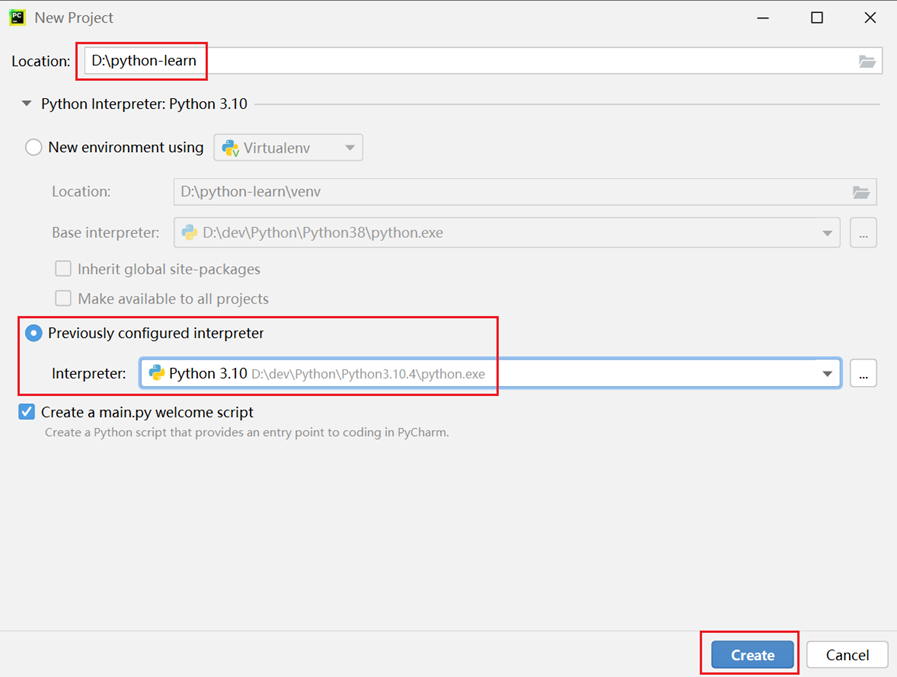 PC New Project
Location: D:\python-learn
Python Interpreter: Python 3.10
New environment using Virtualenv
Location: D:\python-learn\venv
Base interpreter: D:\dev\Python\Python38\python.exe ...
Inherit global site-packages
Make available to all projects
Previously configured interpreter
Interpreter: Python 3.10 D:\dev\Python\Python3.10.4\python.exe ...
Create a main.py welcome script
Create a Python script that provides an entry point to coding in PyCharm.
Create Cancel